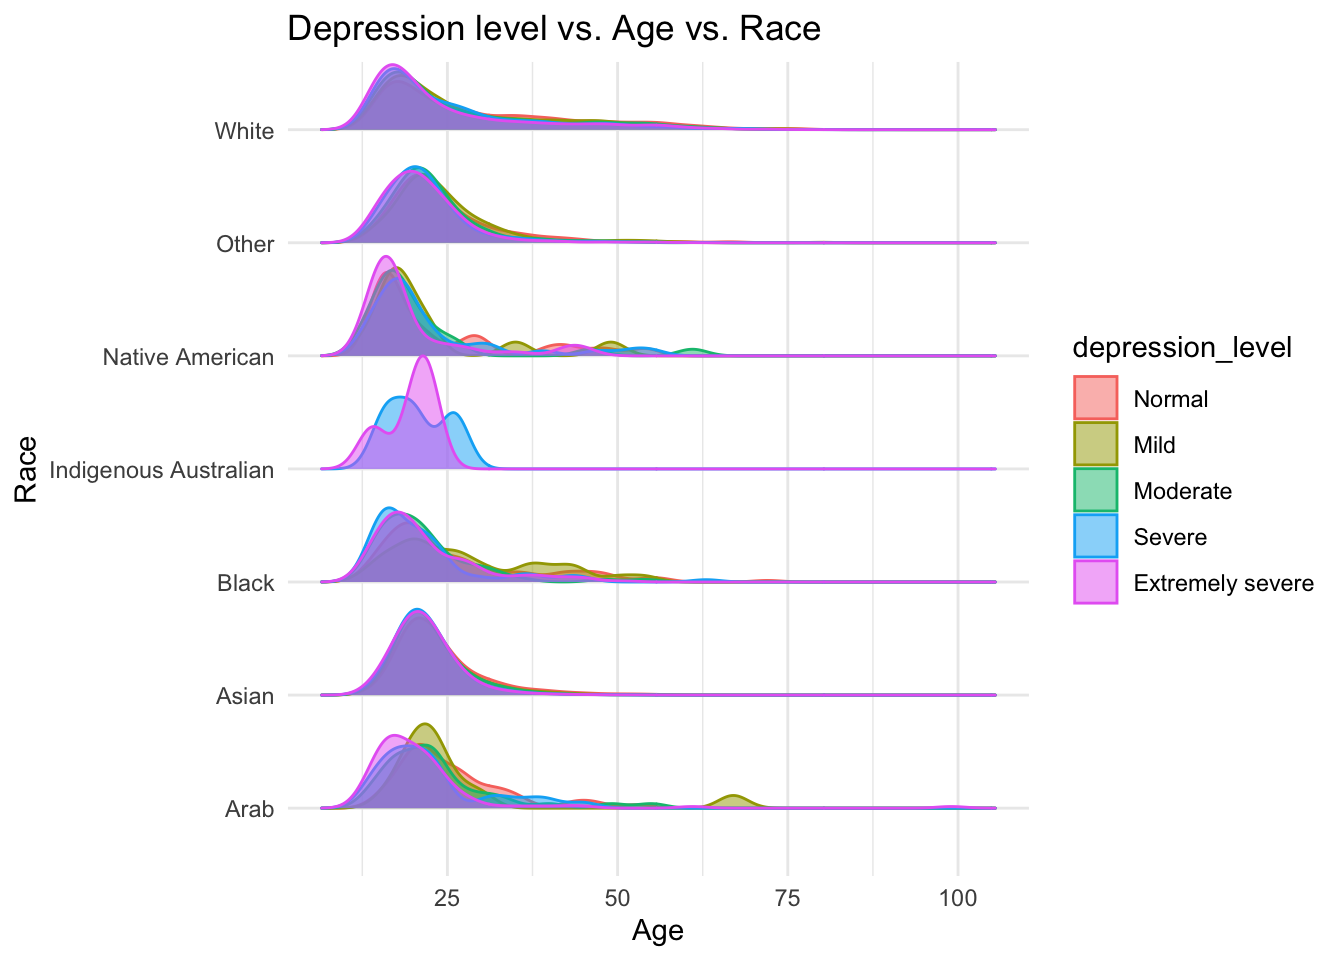 Depression level vs. Age vs. Race
White
Other
Native American
Indigenous Australian
Black
Asian
Arab
Race
25 50 75 100
Age
depression_level
Normal
Mild
Moderate
Severe
Extremely severe